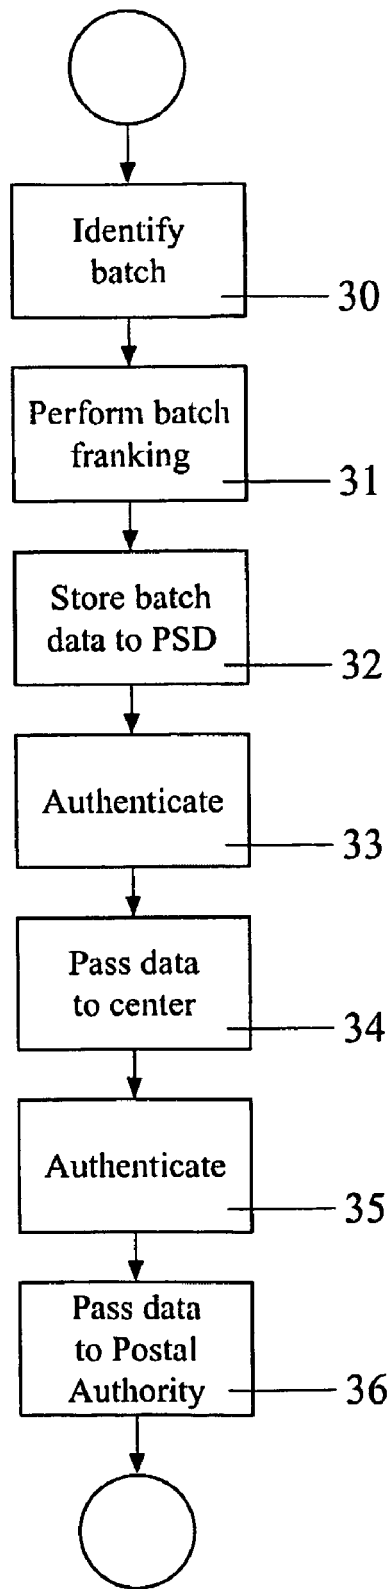 Identify
batch
30
Perform batch
franking
31
Store batch
data to PSD
32
Authenticate
33
Pass data
to center
34
Authenticate
35
Pass data
to Postal
Authority
36